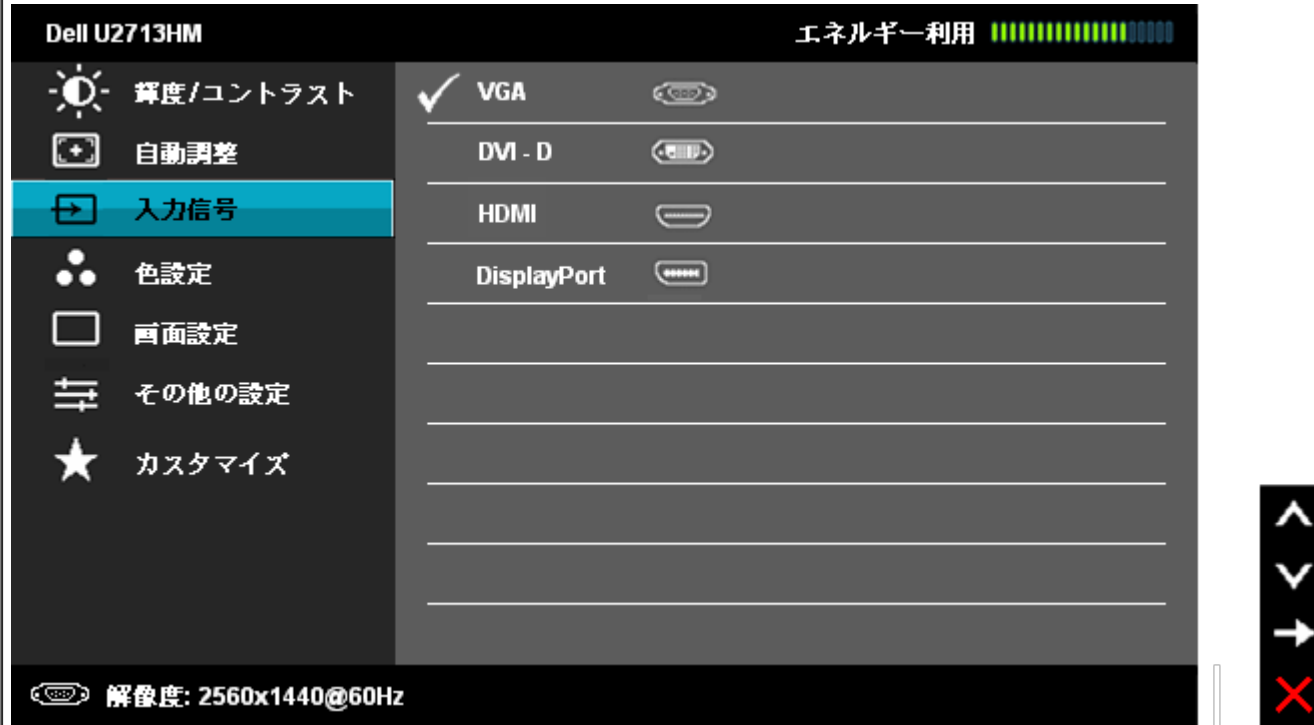 Dell U2713HM
エネルギー利用
輝度/コントラスト
自動調整
入力信号
色設定
画面設定
その他の設定
カスタマイズ
VGA
DVI - D
HDMI
DisplayPort
解像度: 2560x1440@60Hz